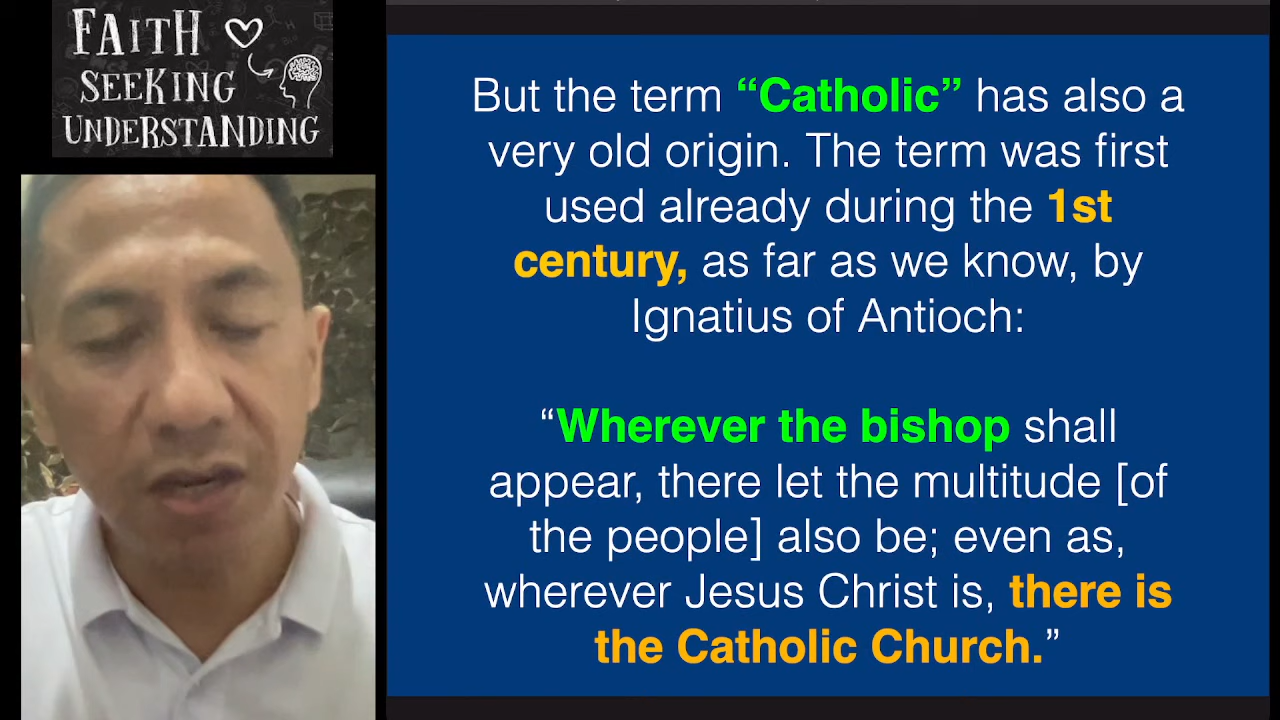 FAITH
SEEKING
UNDERSTANDING
But the term “Catholic” has also a
very old origin. The term was first
used already during the 1st
century, as far as we know, by
Ignatius of Antioch:
“Wherever the bishop shall
appear, there let the multitude [of
the people] also be; even as,
wherever Jesus Christ is, there is
the Catholic Church.”